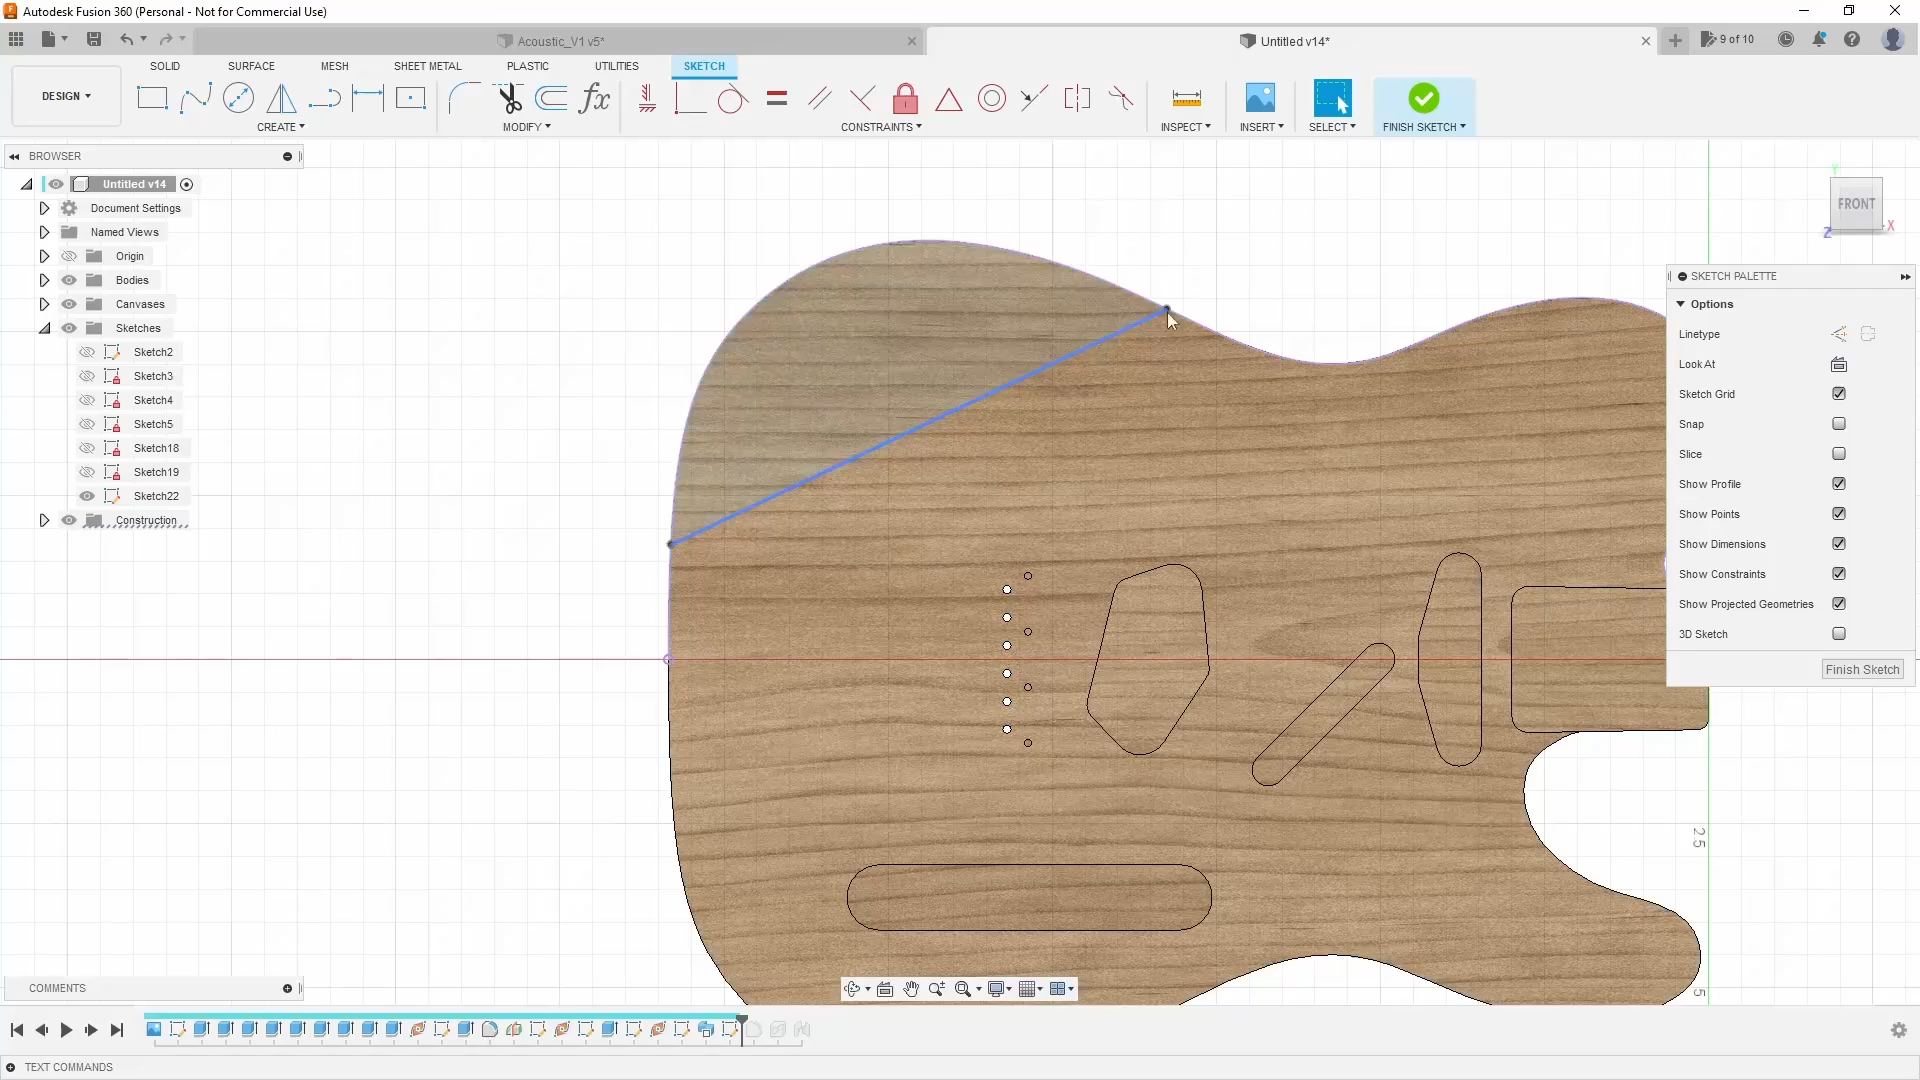 Autodesk Fusion 360 (Personal - Not for Commercial Use)
Acoustic_V1 v5*
Untitled v14*
9 of 10
SOLID
SURFACE
MESH
SHEET METAL
PLASTIC
UTILITIES
SKETCH
DESIGN
fx
CREATE
MODIFY
CONSTRAINTS
INSPECT
INSERT
SELECT
FINISH SKETCH
BROWSER
Untitled v14
Document Settings
Named Views
Origin
Bodies
Canvases
Sketches
Sketch2
Sketch3
Sketch4
Sketch5
Sketch18
Sketch19
Sketch22
Construction
Y
FRONT
X
Z
SKETCH PALETTE
Options
Linetype
Look At
Sketch Grid
Snap
Slice
Show Profile
Show Points
Show Dimensions
Show Constraints
Show Projected Geometries
3D Sketch
Finish Sketch
2.5
5
COMMENTS
TEXT COMMANDS